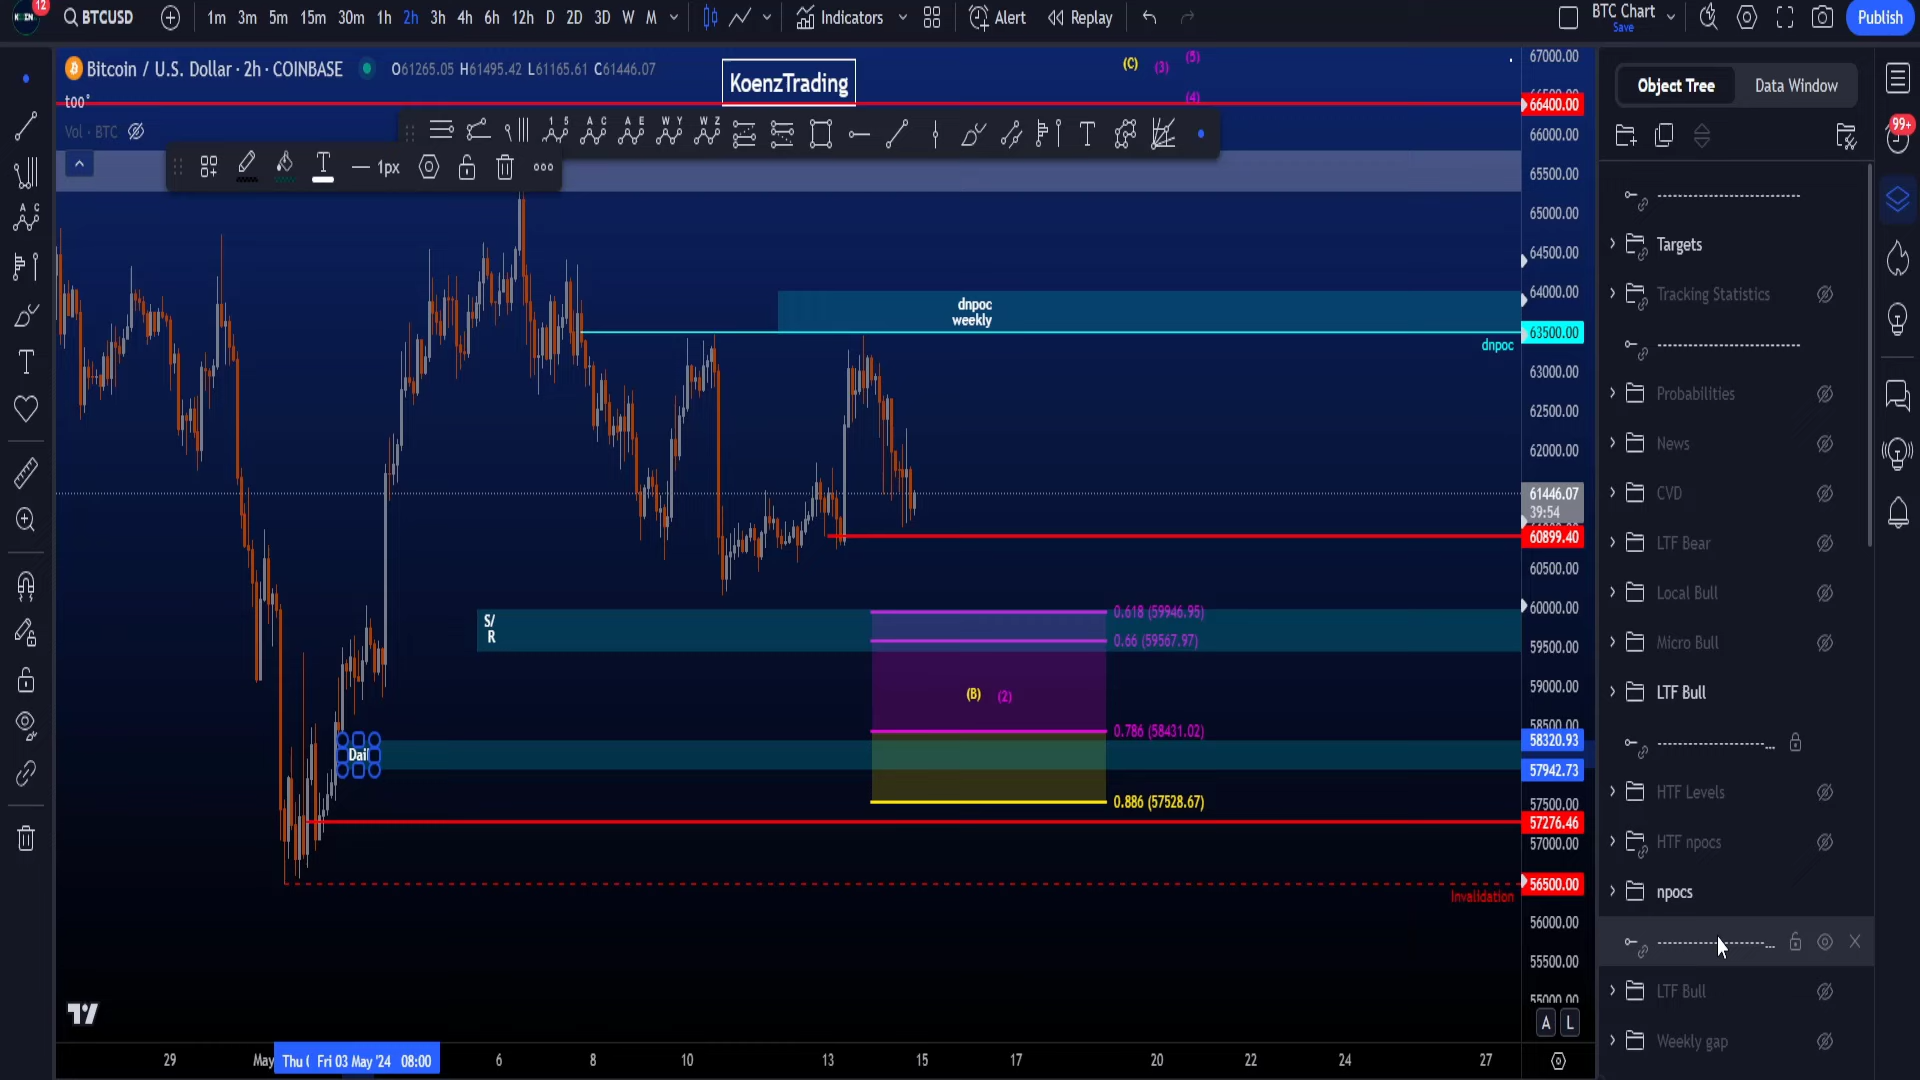 KOEN
12
BTCUSD
1m 3m 5m 15m 30m 1h 2h 3h 4h 6h 12h D 2D 3D W M
Indicators
Alert
Replay
BTC Chart
Save
Publish
Bitcoin / U.S. Dollar · 2h · COINBASE
O61265.05 H61495.42 L61165.61 C61446.07
KoenzTrading
(C)
(3)
(5)
(4)
too°
Vol · BTC
1px
dnpoc
weekly
dnpoc
S/
R
0.618 (59946.95)
0.66 (59567.97)
(B)
(2)
0.786 (58431.02)
Dail
0.886 (57528.67)
Invalidation
67000.00
66400.00
66000.00
65500.00
65000.00
64500.00
64000.00
63500.00
63000.00
62500.00
62000.00
61446.07
39:54
60899.40
60500.00
60000.00
59500.00
59000.00
58500.00
58320.93
57942.73
57500.00
57276.46
57000.00
56500.00
56000.00
55500.00
55000.00
A L
29
May
Thu (
Fri 03 May '24 08:00
6
8
10
13
15
17
20
22
24
27
Object Tree
Data Window
99+
---------------------------
Targets
Tracking Statistics
---------------------------
Probabilities
News
CVD
LTF Bear
Local Bull
Micro Bull
LTF Bull
----------------------...
HTF Levels
HTF npocs
npocs
----------------------...
LTF Bull
Weekly gap